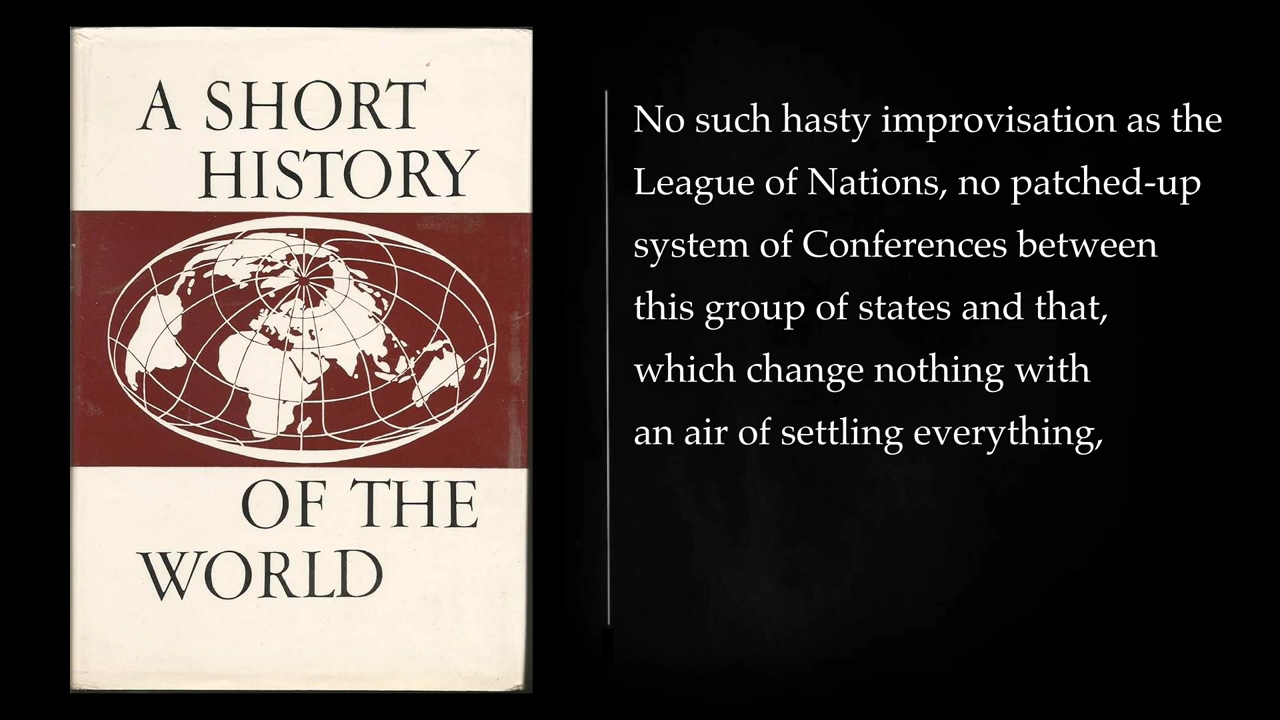 A SHORT
HISTORY
OF THE
WORLD
No such hasty improvisation as the
League of Nations, no patched-up
system of Conferences between
this group of states and that,
which change nothing with
an air of settling everything,